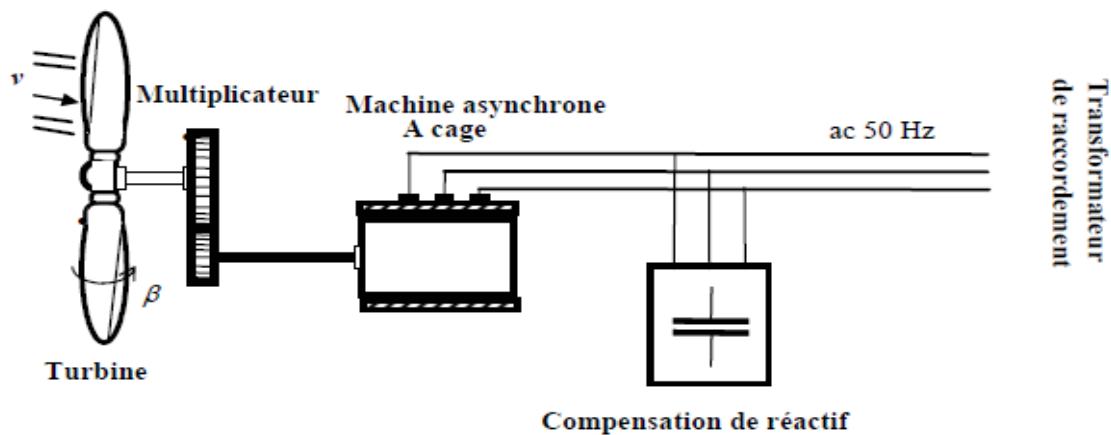 v
Multiplicateur
Machine asynchrone
A cage
ac 50 Hz
Transformateur
de raccordement
β
Turbine
Compensation de réactif